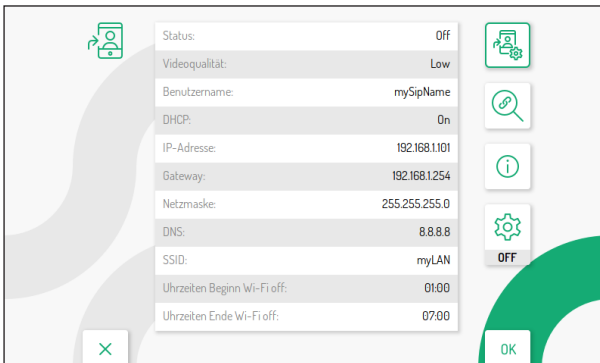 Status: Off
Videoqualität: Low
Benutzername: mySipName
DHCP: On
IP-Adresse: 192.168.1.101
Gateway: 192.168.1.254
Netzmaske: 255.255.255.0
DNS: 8.8.8.8
SSID: myLAN
Uhrzeiten Beginn Wi-Fi off: 01:00
Uhrzeiten Ende Wi-Fi off: 07:00
OFF
OK